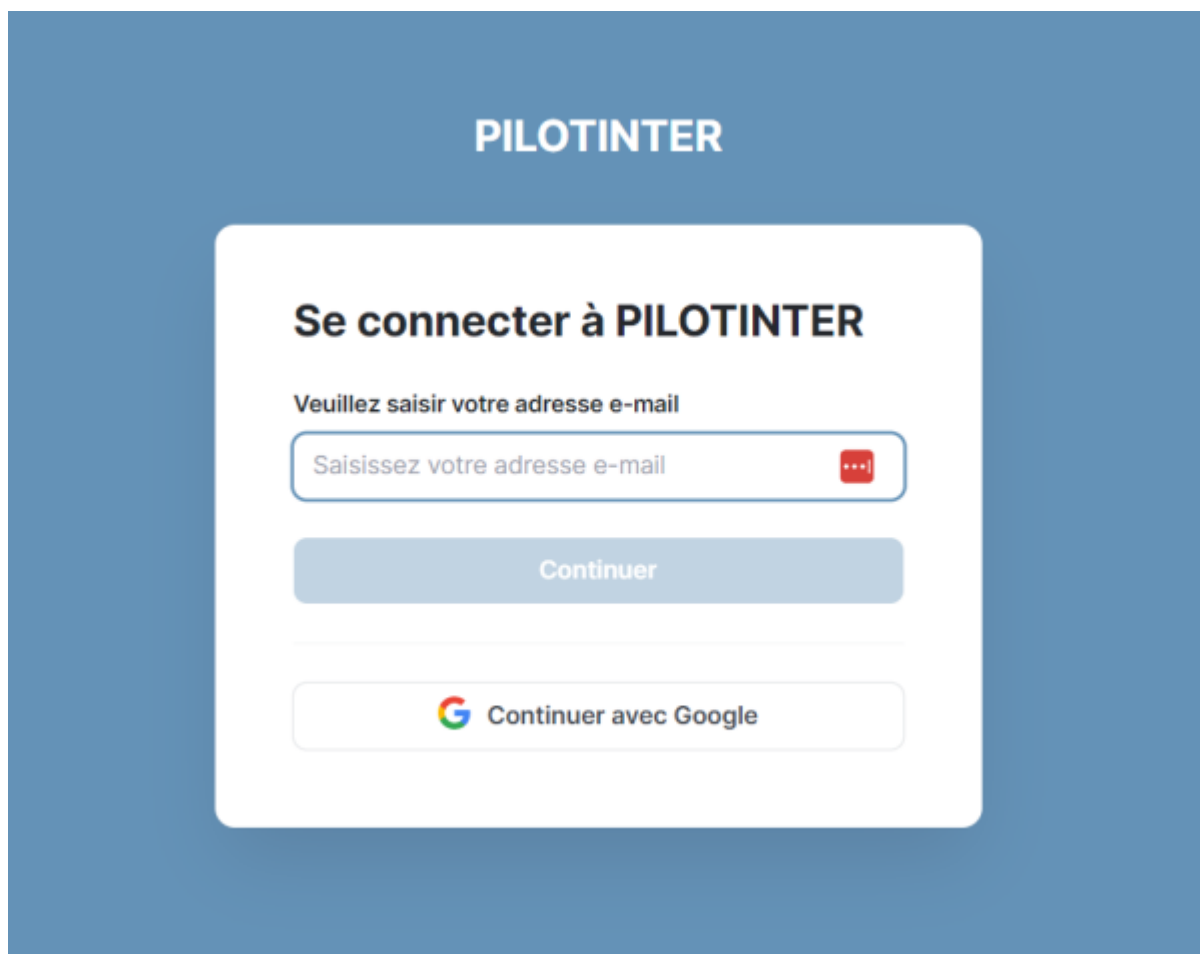 PILOTINTER
Se connecter à PILOTINTER
Veuillez saisir votre adresse e-mail
Saisissez votre adresse e-mail
Continuer
Continuer avec Google